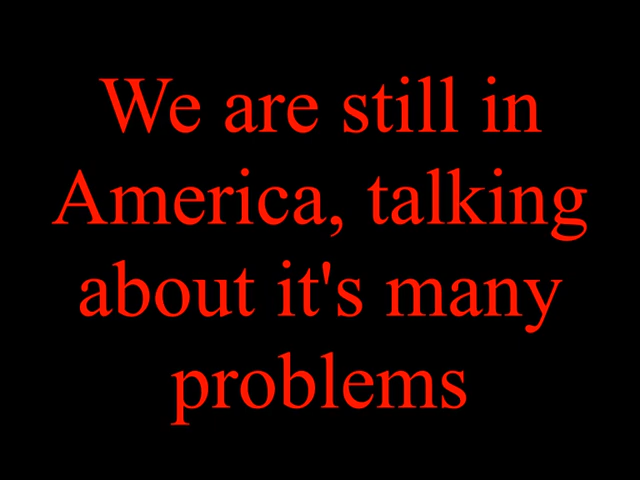 We are still in
America, talking
about it's many
problems